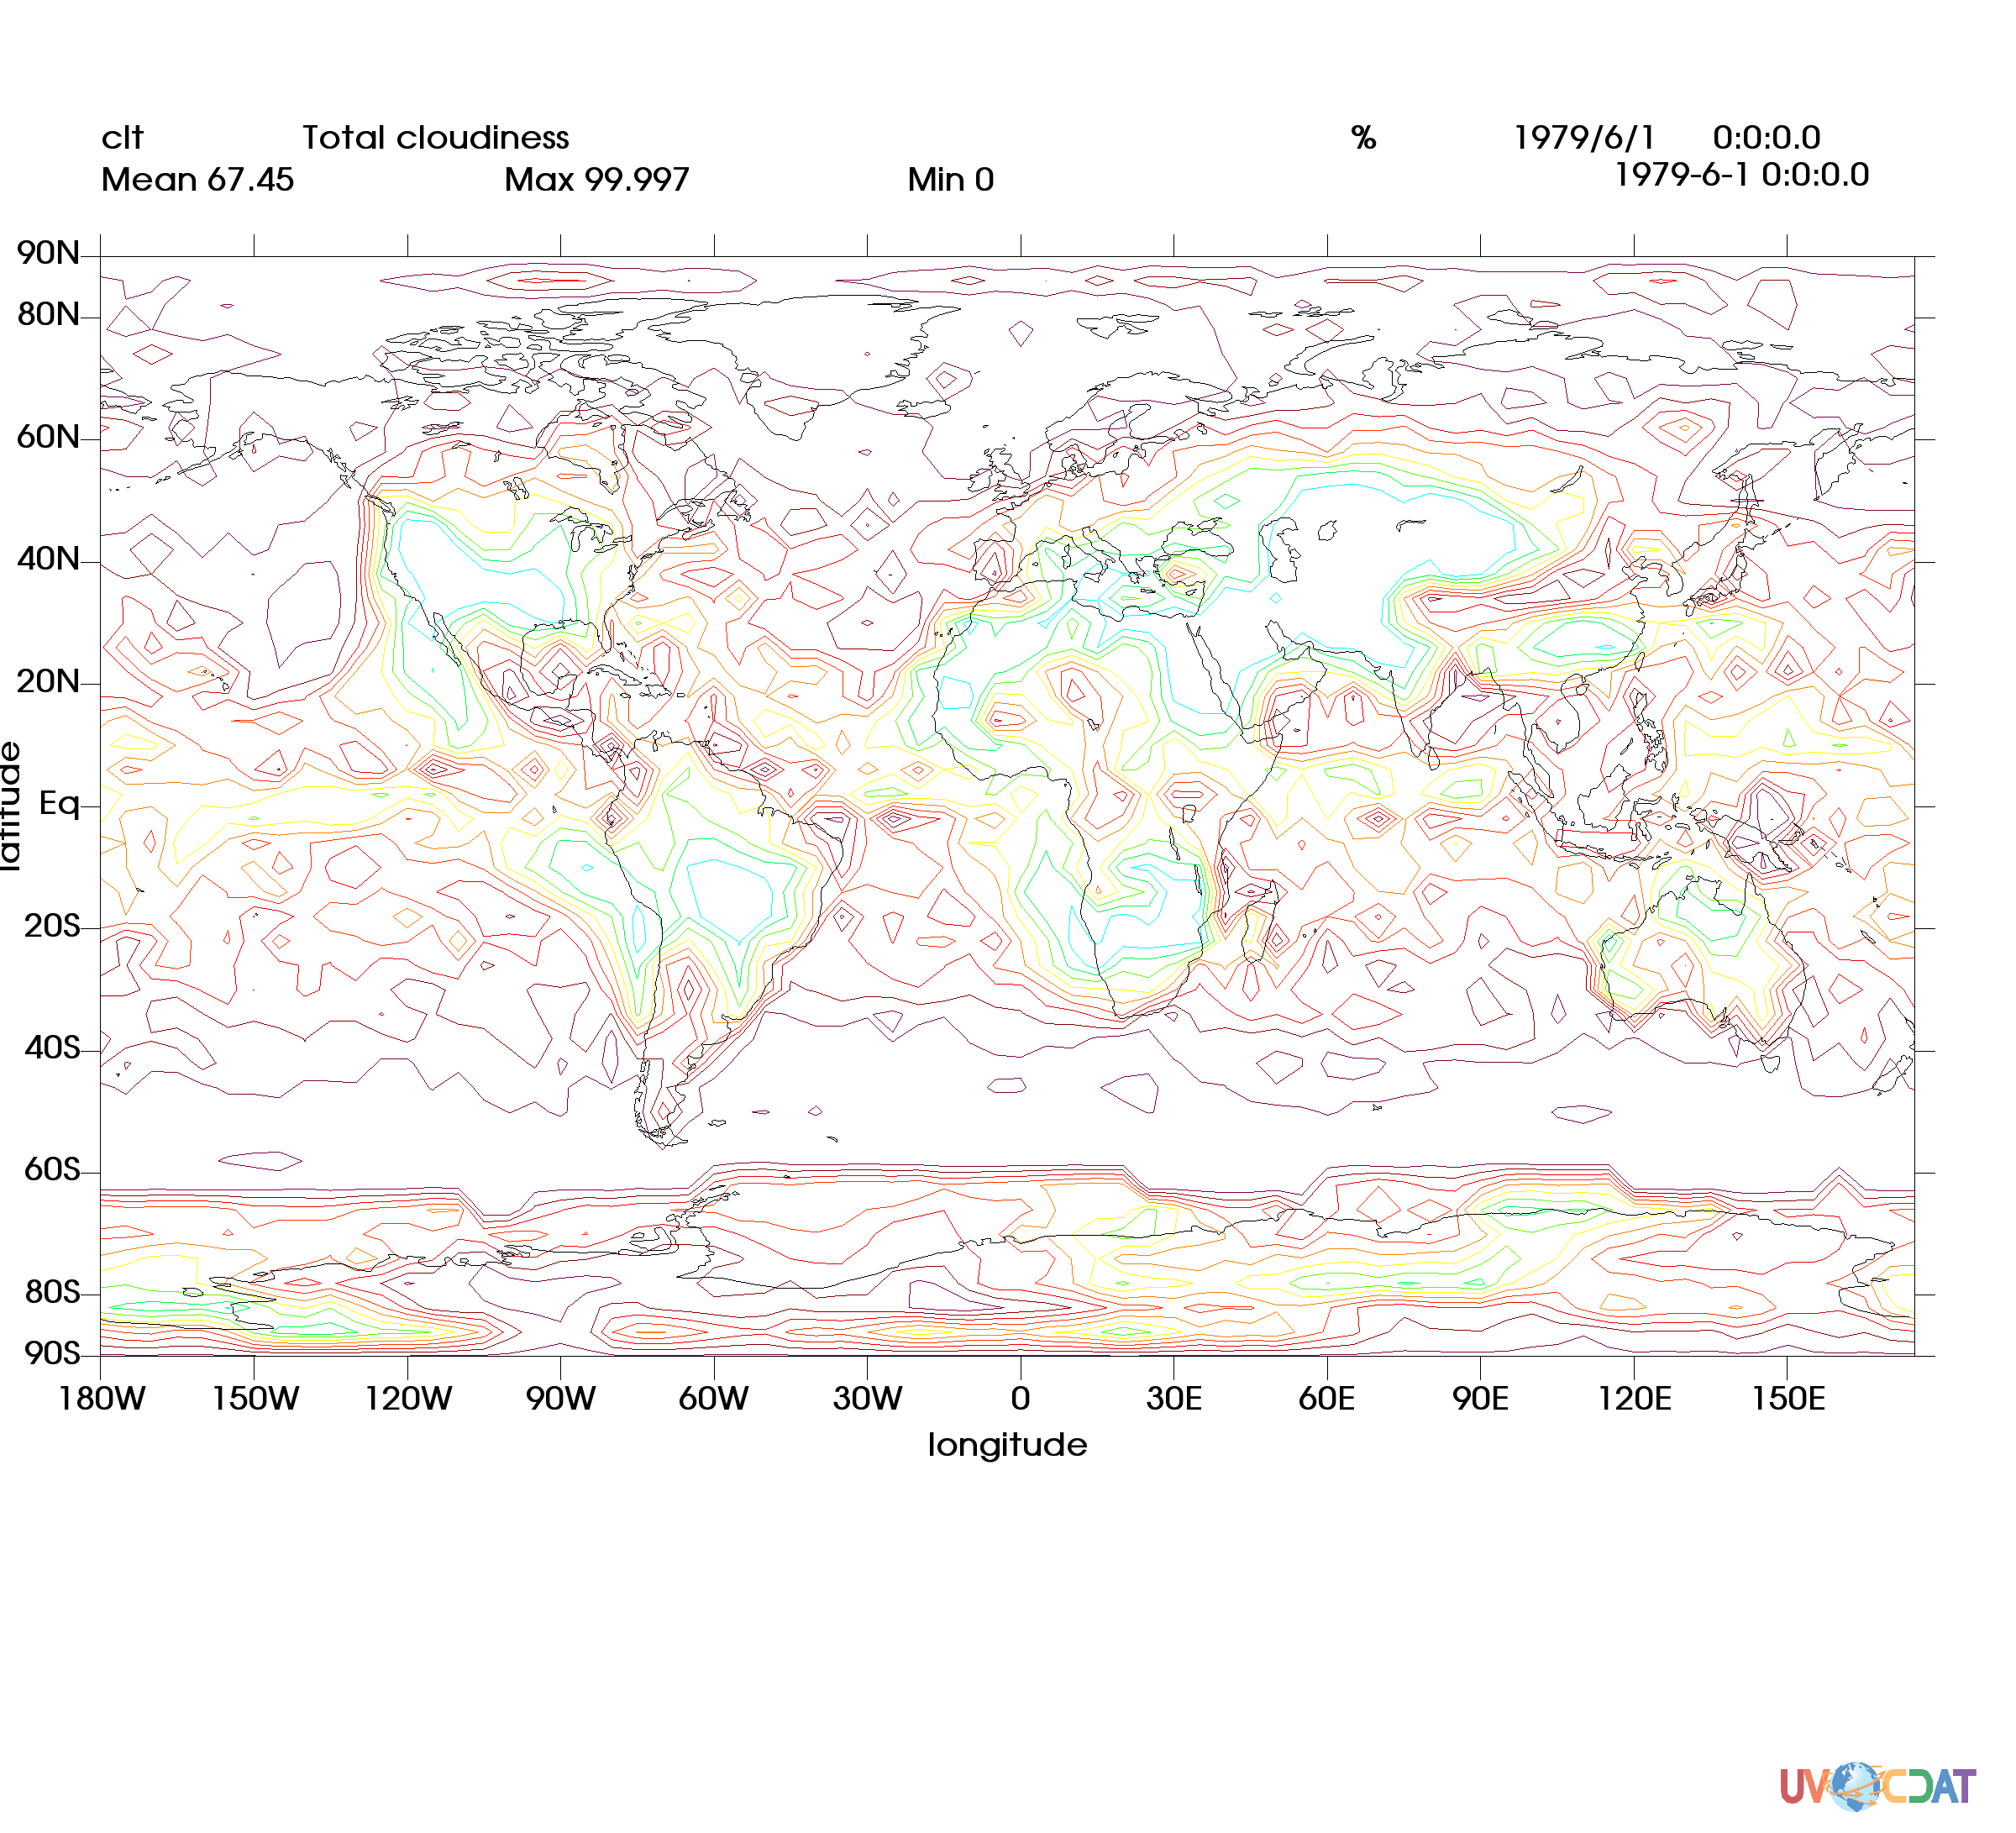 clt Total cloudiness % 1979/6/1 0:0:0.0
Mean 67.45 Max 99.997 Min 0 1979-6-1 0:0:0.0
90N
80N
60N
40N
20N
Eq
20S
40S
60S
80S
90S
latitude
180W 150W 120W 90W 60W 30W 0 30E 60E 90E 120E 150E
longitude
UV CDAT